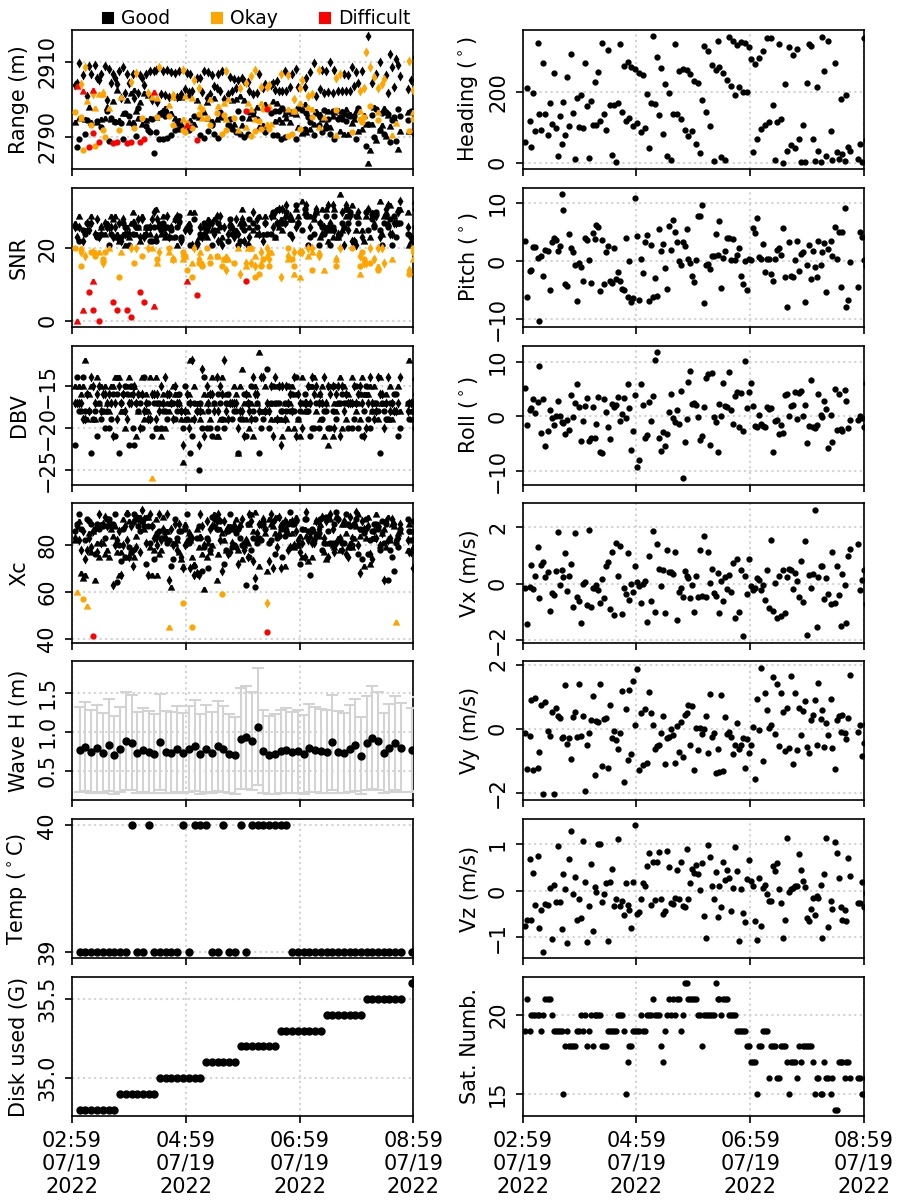 Good Okay Difficult
Range (m)
2910
2790
Heading (°)
200
0
SNR
20
0
Pitch (°)
10
0
−10
DBV
−15
−20
−25
Roll (°)
10
0
−10
Xc
80
60
40
Vx (m/s)
2
0
−2
Wave H (m)
1.5
1.0
0.5
Vy (m/s)
2
0
−2
Temp (°C)
40
39
Vz (m/s)
1
0
−1
Disk used (G)
35.5
35.0
Sat. Numb.
20
15
02:59 04:59 06:59 08:59 02:59 04:59 06:59 08:59
07/19 07/19 07/19 07/19 07/19 07/19 07/19 07/19
2022 2022 2022 2022 2022 2022 2022 2022